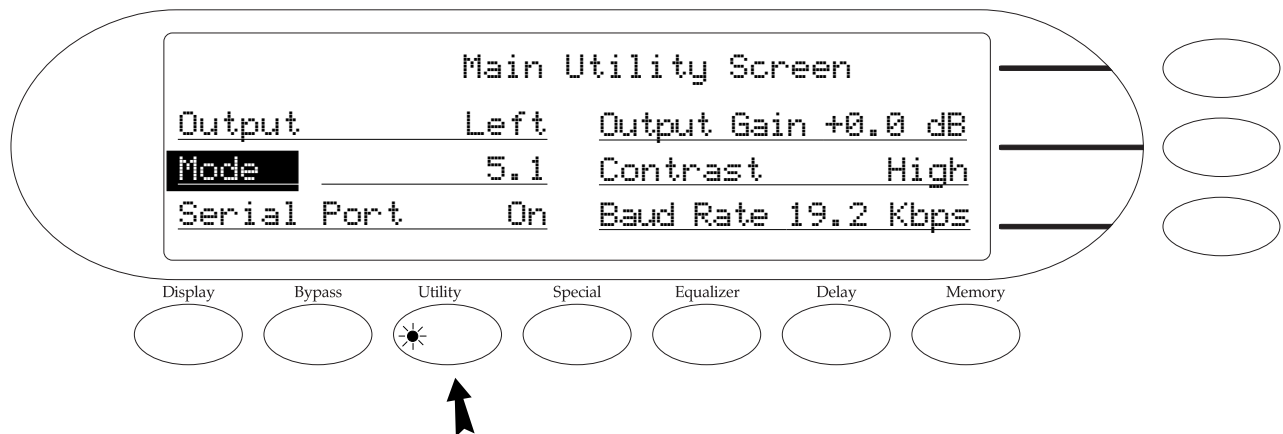 Main Utility Screen
Output Left Output Gain +0.0 dB
Mode 5.1 Contrast High
Serial Port On Baud Rate 19.2 Kbps
Display Bypass Utility Special Equalizer Delay Memory